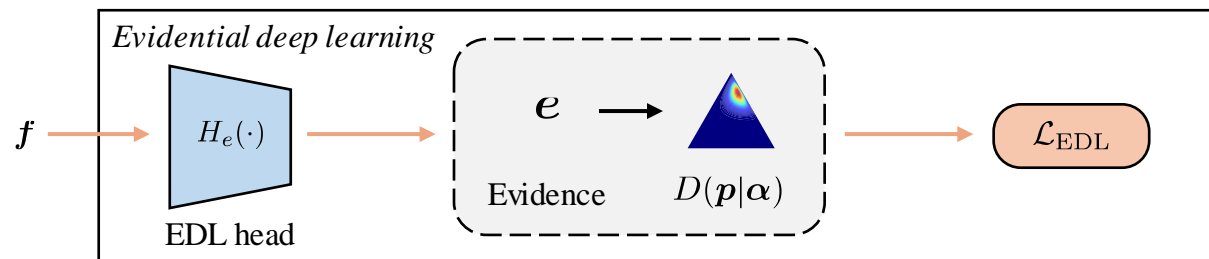 Evidential deep learning
f
H_e(·)
EDL head
e
Evidence
D(p|α)
ℒ_EDL